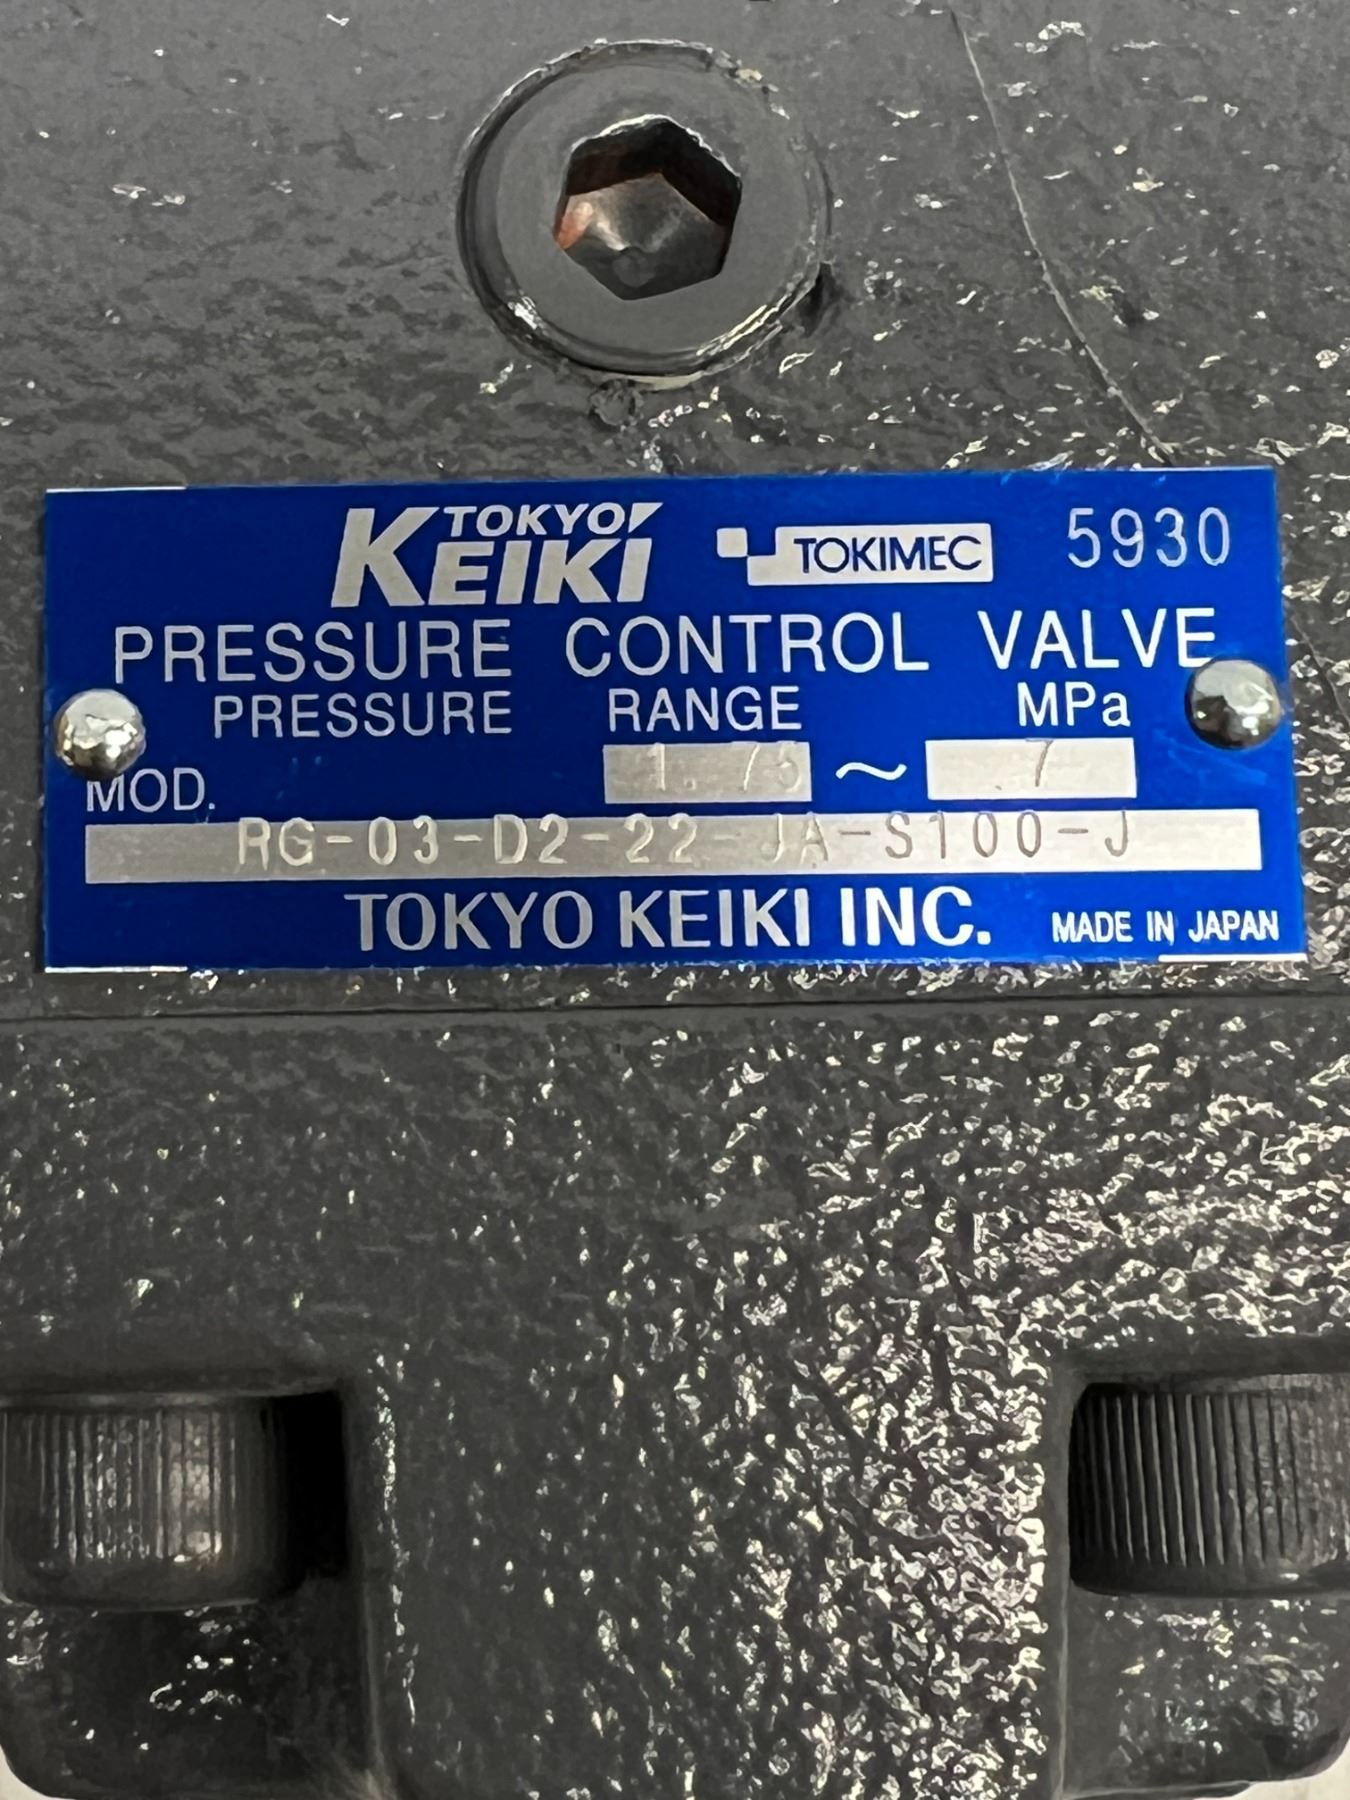 TOKYO KEIKI TOKIMEC 5930
PRESSURE CONTROL VALVE
PRESSURE RANGE MPa
1.75 ~ 7
MOD.
RG-03-D2-22-JA-S100-J
TOKYO KEIKI INC. MADE IN JAPAN